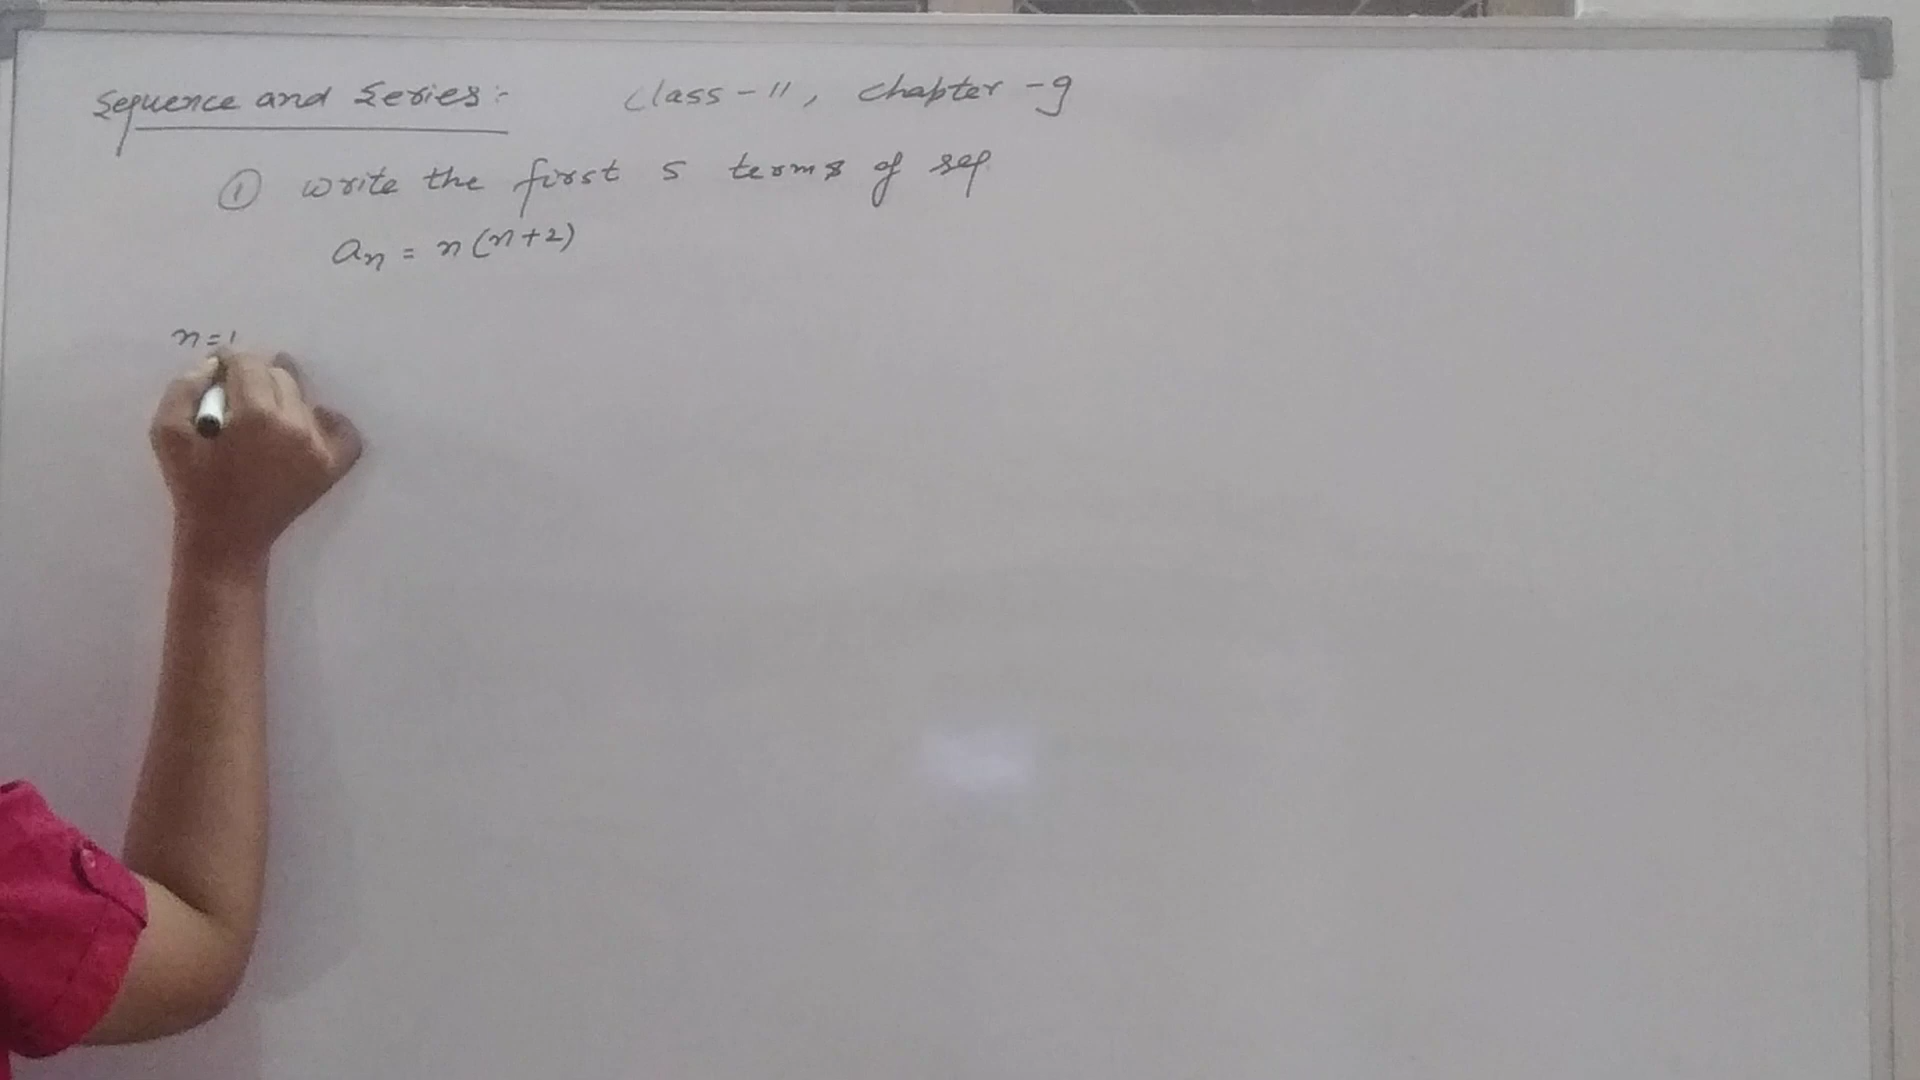 Sequence and Series:- Class-11, Chapter-9
① write the first 5 terms of seq.
aₙ = n(n+2)
n=1